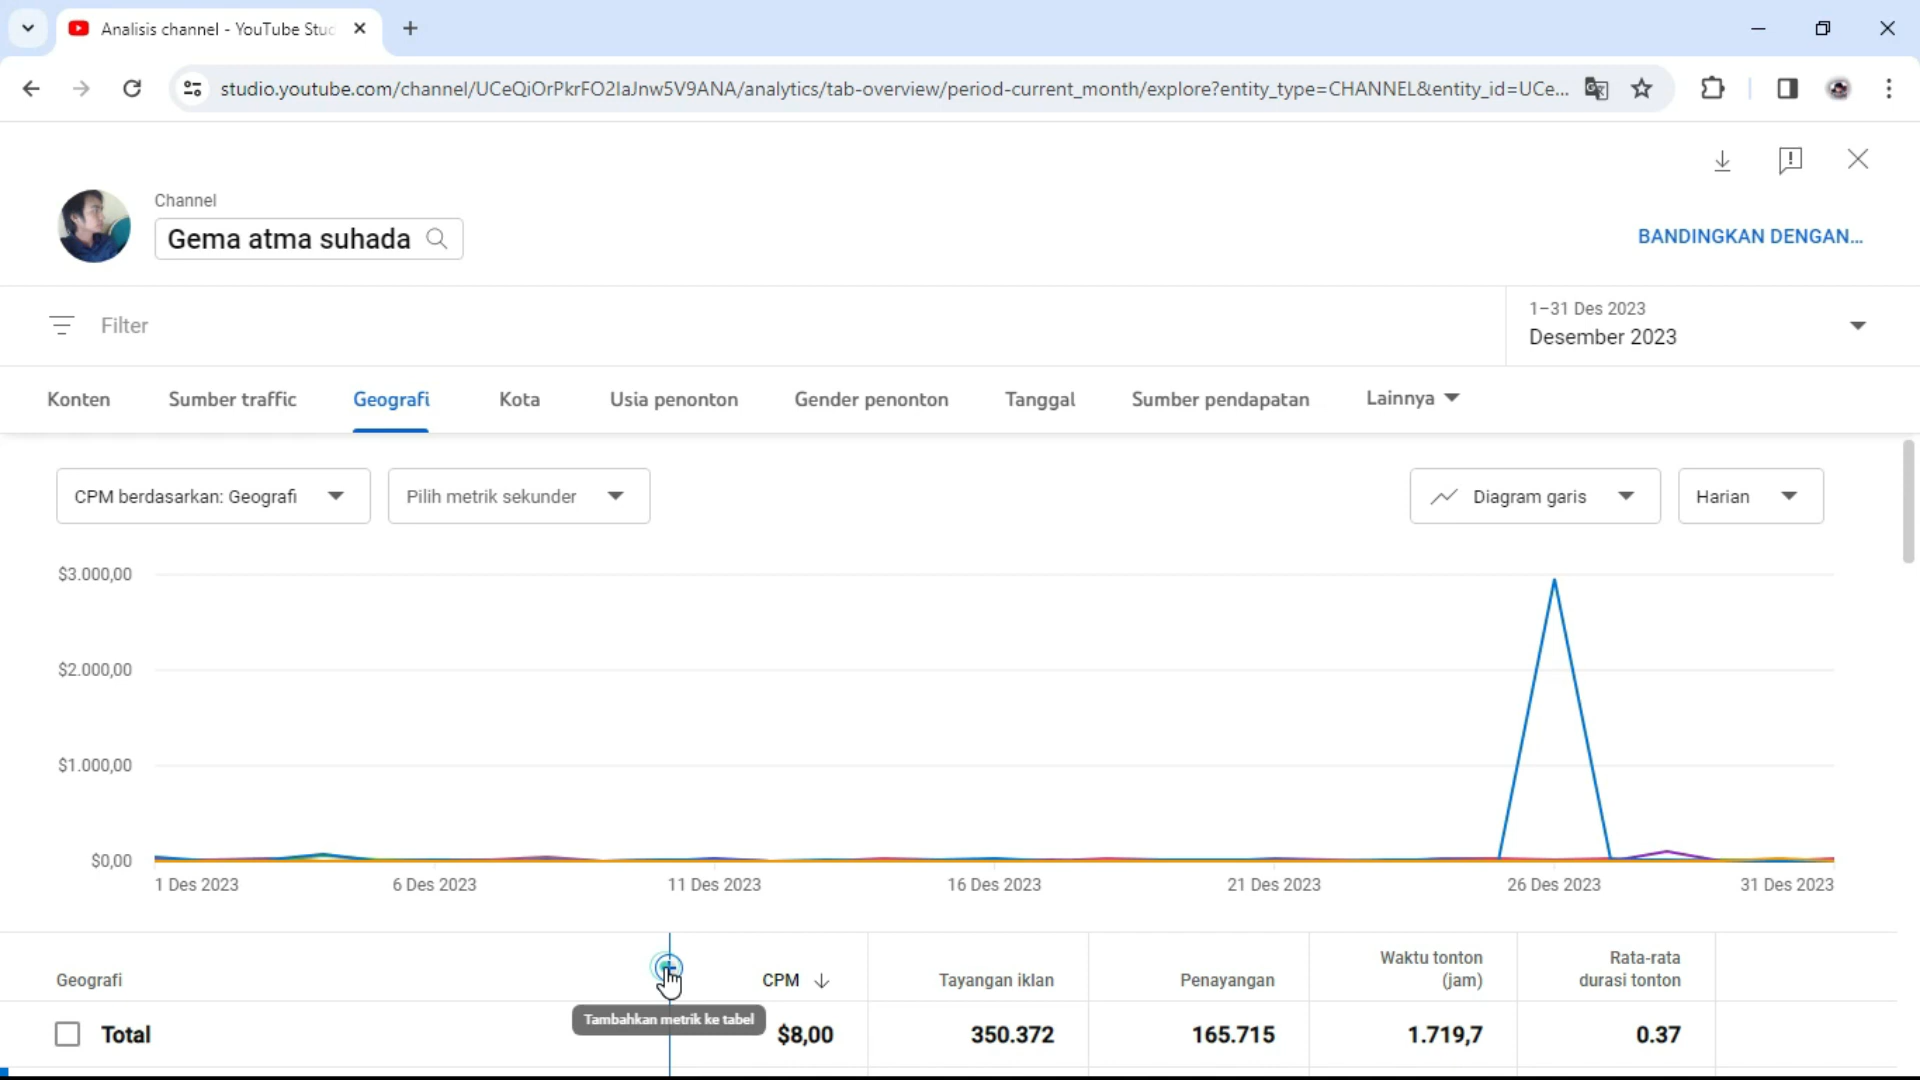 Analisis channel - YouTube Stu
studio.youtube.com/channel/UCeQiOrPkrFO2IaJnw5V9ANA/analytics/tab-overview/period-current_month/explore?entity_type=CHANNEL&entity_id=UCe...
Channel
Gema atma suhada
BANDINGKAN DENGAN...
Filter
1–31 Des 2023
Desember 2023
Konten Sumber traffic Geografi Kota Usia penonton Gender penonton Tanggal Sumber pendapatan Lainnya
CPM berdasarkan: Geografi Pilih metrik sekunder Diagram garis Harian
$3.000,00
$2.000,00
$1.000,00
$0,00
1 Des 2023 6 Des 2023 11 Des 2023 16 Des 2023 21 Des 2023 26 Des 2023 31 Des 2023
Geografi CPM Tayangan iklan Penayangan Waktu tonton (jam) Rata-rata durasi tonton
Tambahkan metrik ke tabel
Total $8,00 350.372 165.715 1.719,7 0.37